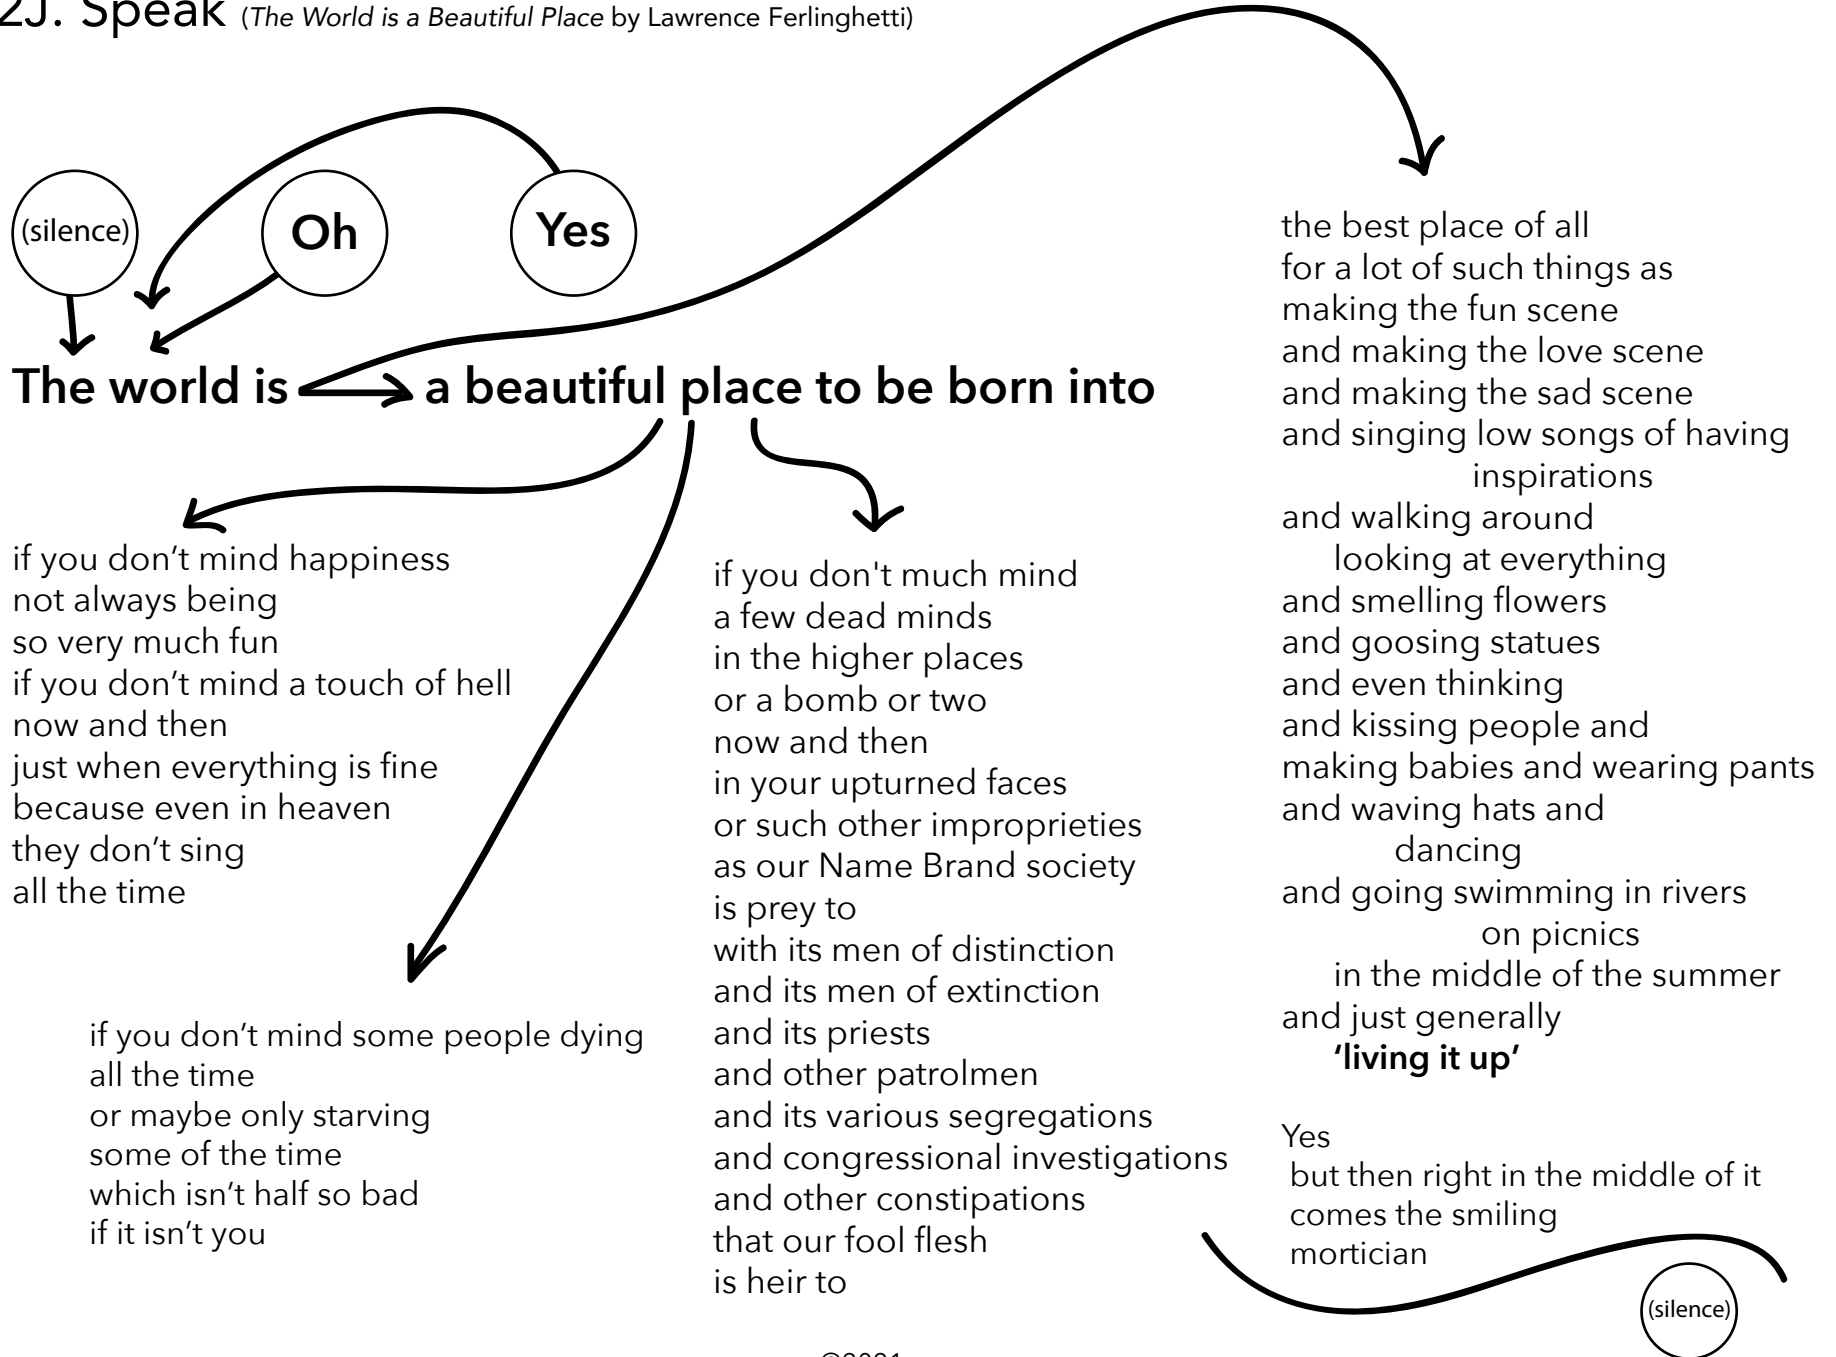 2J. Speak (The World is a Beautiful Place by Lawrence Ferlinghetti)
(silence)
Oh
Yes
The world is a beautiful place to be born into
if you don’t mind happiness
not always being
so very much fun
if you don’t mind a touch of hell
now and then
just when everything is fine
because even in heaven
they don’t sing
all the time
if you don’t mind some people dying
all the time
or maybe only starving
some of the time
which isn’t half so bad
if it isn’t you
if you don't much mind
a few dead minds
in the higher places
or a bomb or two
now and then
in your upturned faces
or such other improprieties
as our Name Brand society
is prey to
with its men of distinction
and its men of extinction
and its priests
and other patrolmen
and its various segregations
and congressional investigations
and other constipations
that our fool flesh
is heir to
the best place of all
for a lot of such things as
making the fun scene
and making the love scene
and making the sad scene
and singing low songs of having
inspirations
and walking around
looking at everything
and smelling flowers
and goosing statues
and even thinking
and kissing people and
making babies and wearing pants
and waving hats and
dancing
and going swimming in rivers
on picnics
in the middle of the summer
and just generally
‘living it up’
Yes
but then right in the middle of it
comes the smiling
mortician
(silence)